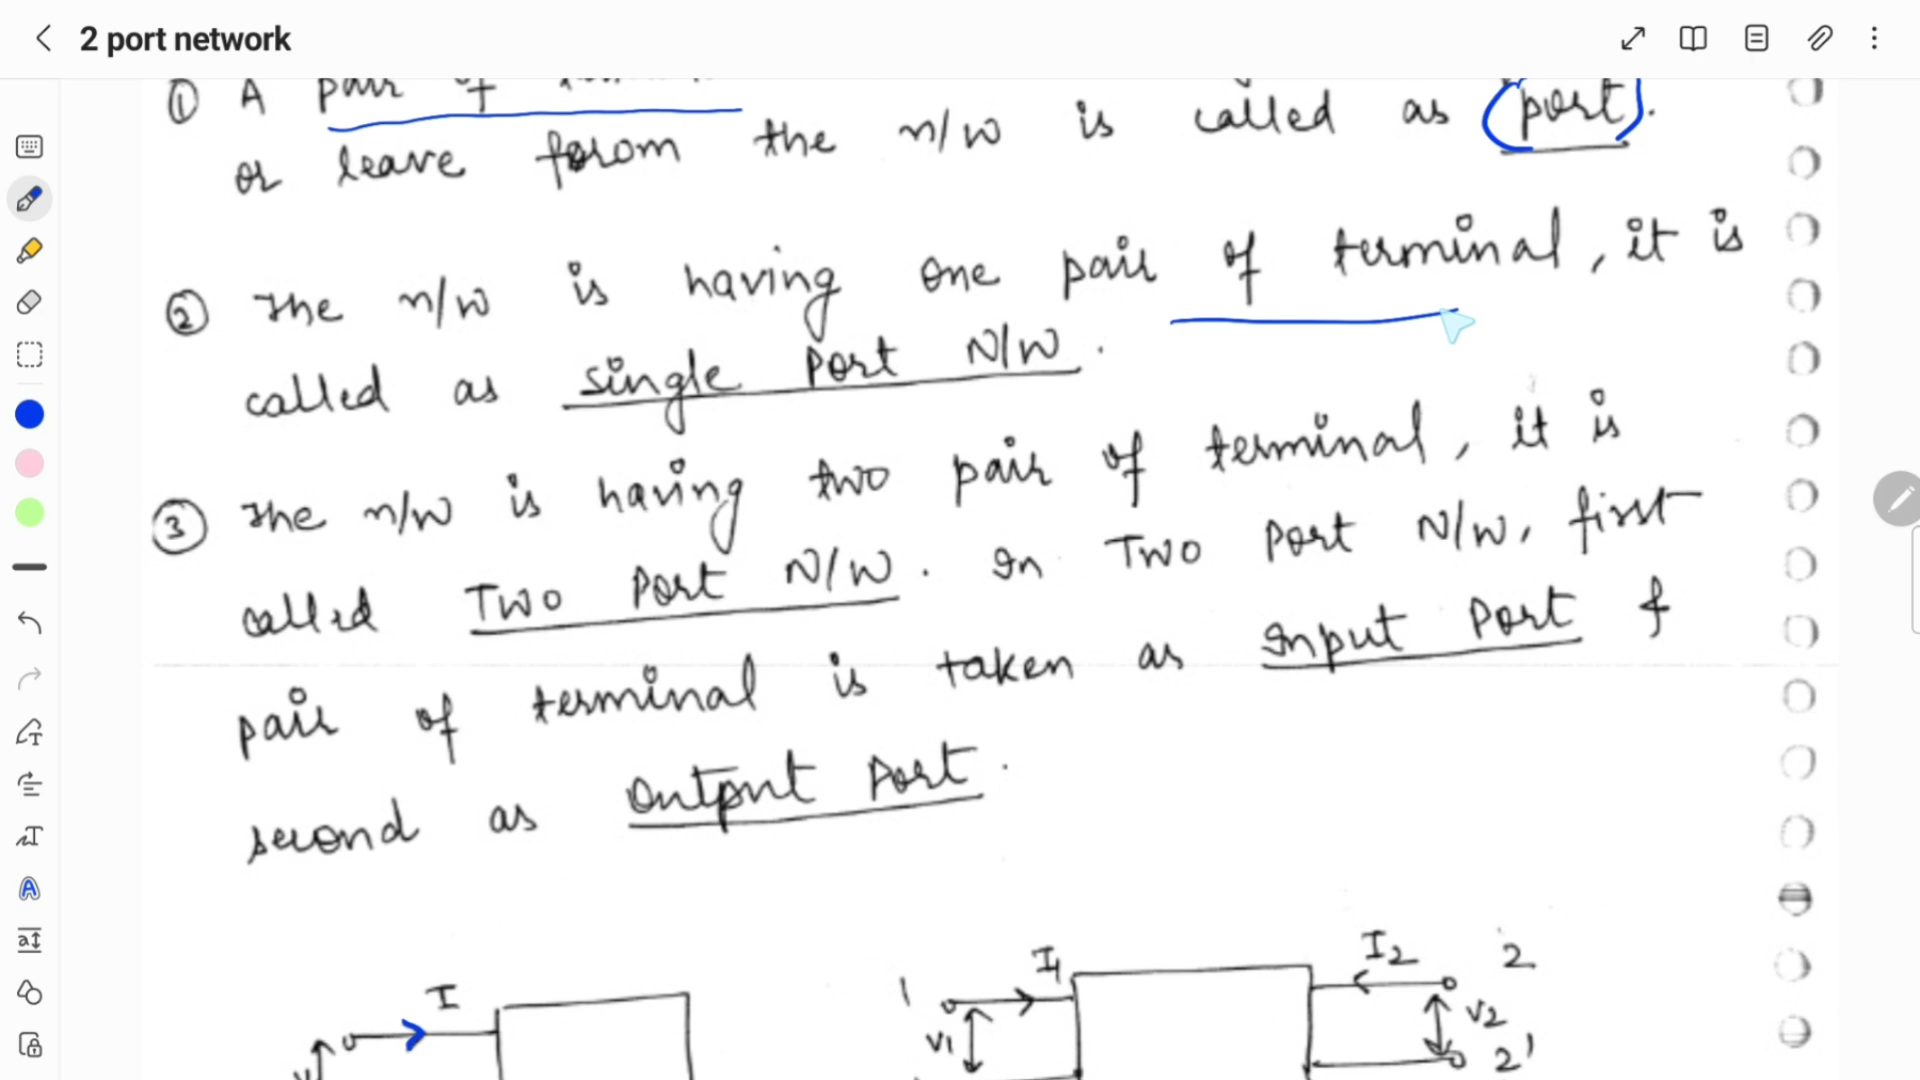 2 port network
① A pair of
or leave from the n/w is called as port.
② The n/w is having one pair of terminal, it is
called as single Port N/W.
③ The n/w is having two pair of terminal, it is
called Two Port N/W. In Two Port N/W, first
pair of terminal is taken as Input Port &
second as Output Port.
I
V
1 I1 I2 2
V1 V2
2'